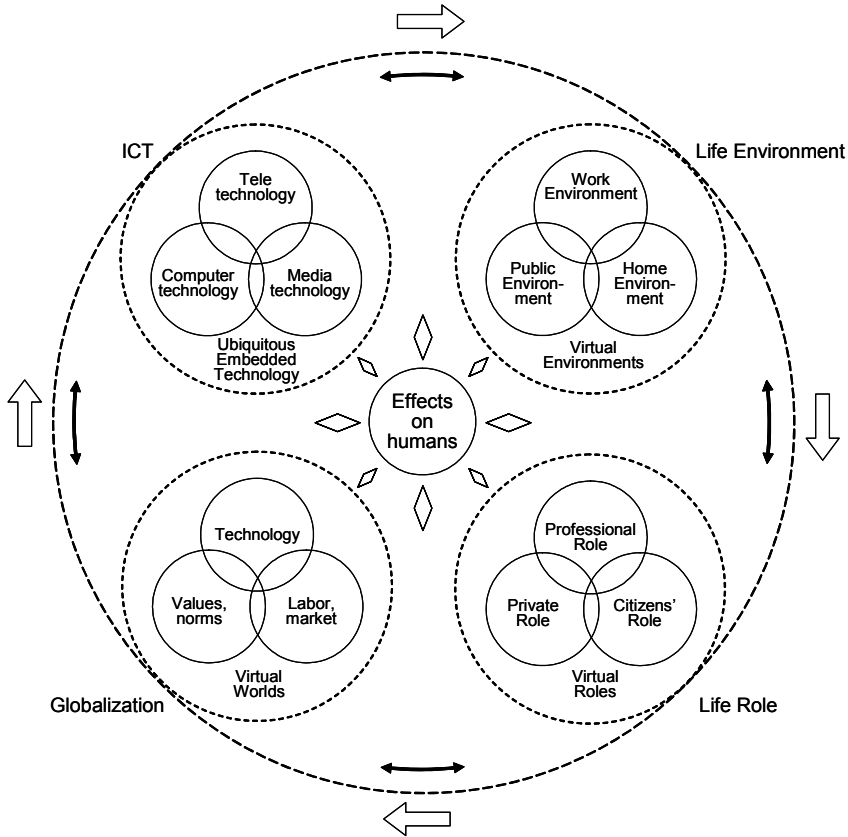 ICT
Life Environment
Tele
technology
Computer
technology
Media
technology
Ubiquitous
Embedded
Technology
Work
Environment
Public
Environ-
ment
Home
Environ-
ment
Virtual
Environments
Effects
on
humans
Technology
Values,
norms
Labor,
market
Virtual
Worlds
Professional
Role
Private
Role
Citizens’
Role
Virtual
Roles
Globalization
Life Role